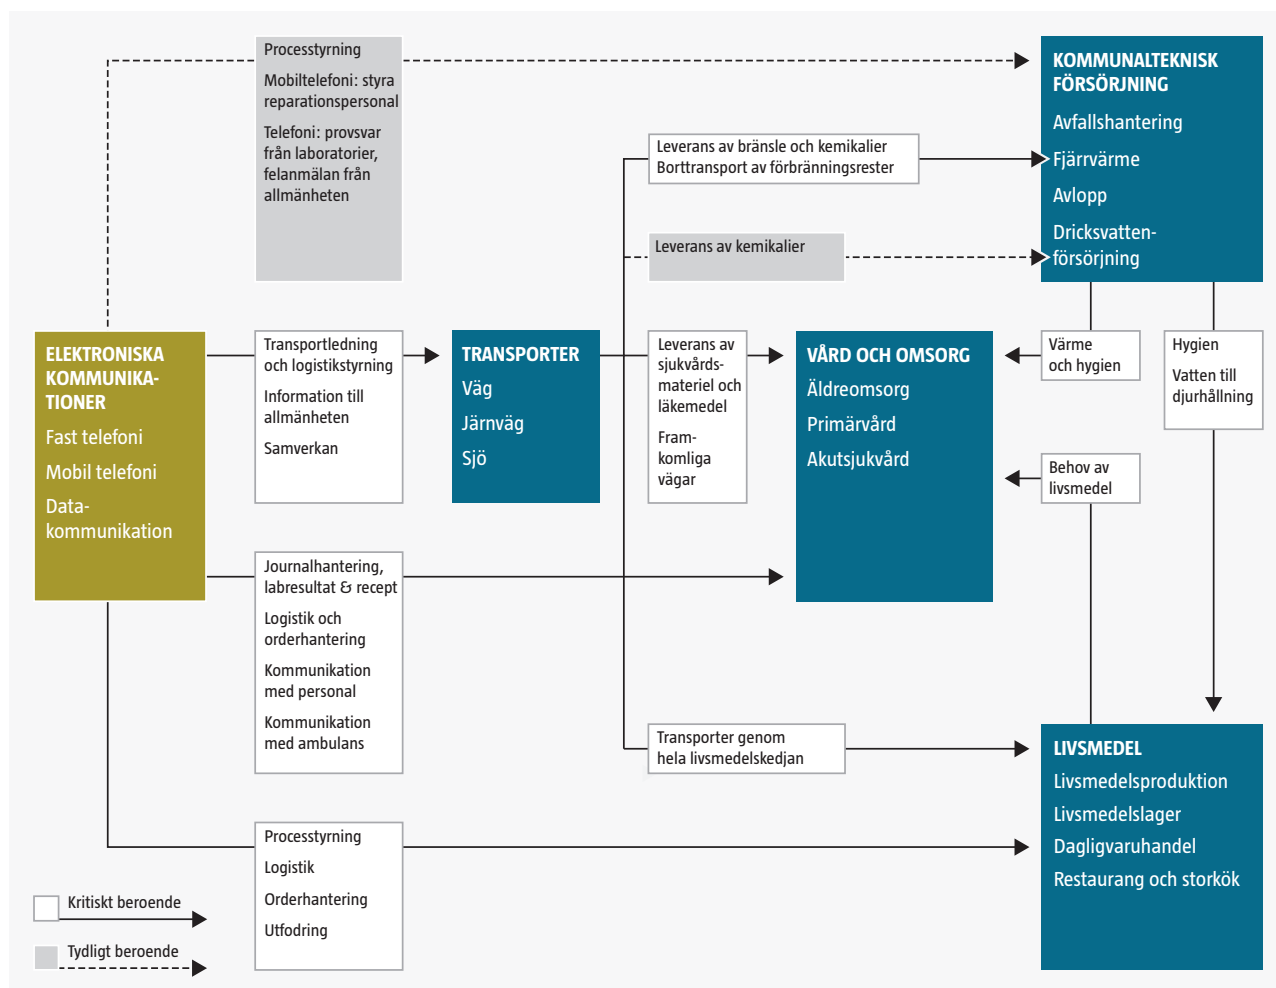 Processtyrning
Mobiltelefoni: styra
reparationspersonal
Telefoni: provsvar
från laboratorier,
felanmälan från
allmänheten
KOMMUNALTEKNISK
FÖRSÖRJNING
Avfallshantering
Fjärrvärme
Avlopp
Dricksvatten-
försörjning
Leverans av bränsle och kemikalier
Borttransport av förbränningsrester
Leverans av kemikalier
ELEKTRONISKA
KOMMUNIKA-
TIONER
Fast telefoni
Mobil telefoni
Data-
kommunikation
Transportledning
och logistikstyrning
Information till
allmänheten
Samverkan
TRANSPORTER
Väg
Järnväg
Sjö
Leverans av
sjukvårds-
materiel och
läkemedel
Fram-
komliga
vägar
VÅRD OCH OMSORG
Äldreomsorg
Primärvård
Akutsjukvård
Värme
och hygien
Hygien
Vatten till
djurhållning
Behov av
livsmedel
Journalhantering,
labresultat & recept
Logistik och
orderhantering
Kommunikation
med personal
Kommunikation
med ambulans
Transporter genom
hela livsmedelskedjan
LIVSMEDEL
Livsmedelsproduktion
Livsmedelslager
Dagligvaruhandel
Restaurang och storkök
Processtyrning
Logistik
Orderhantering
Utfodring
Kritiskt beroende
Tydligt beroende